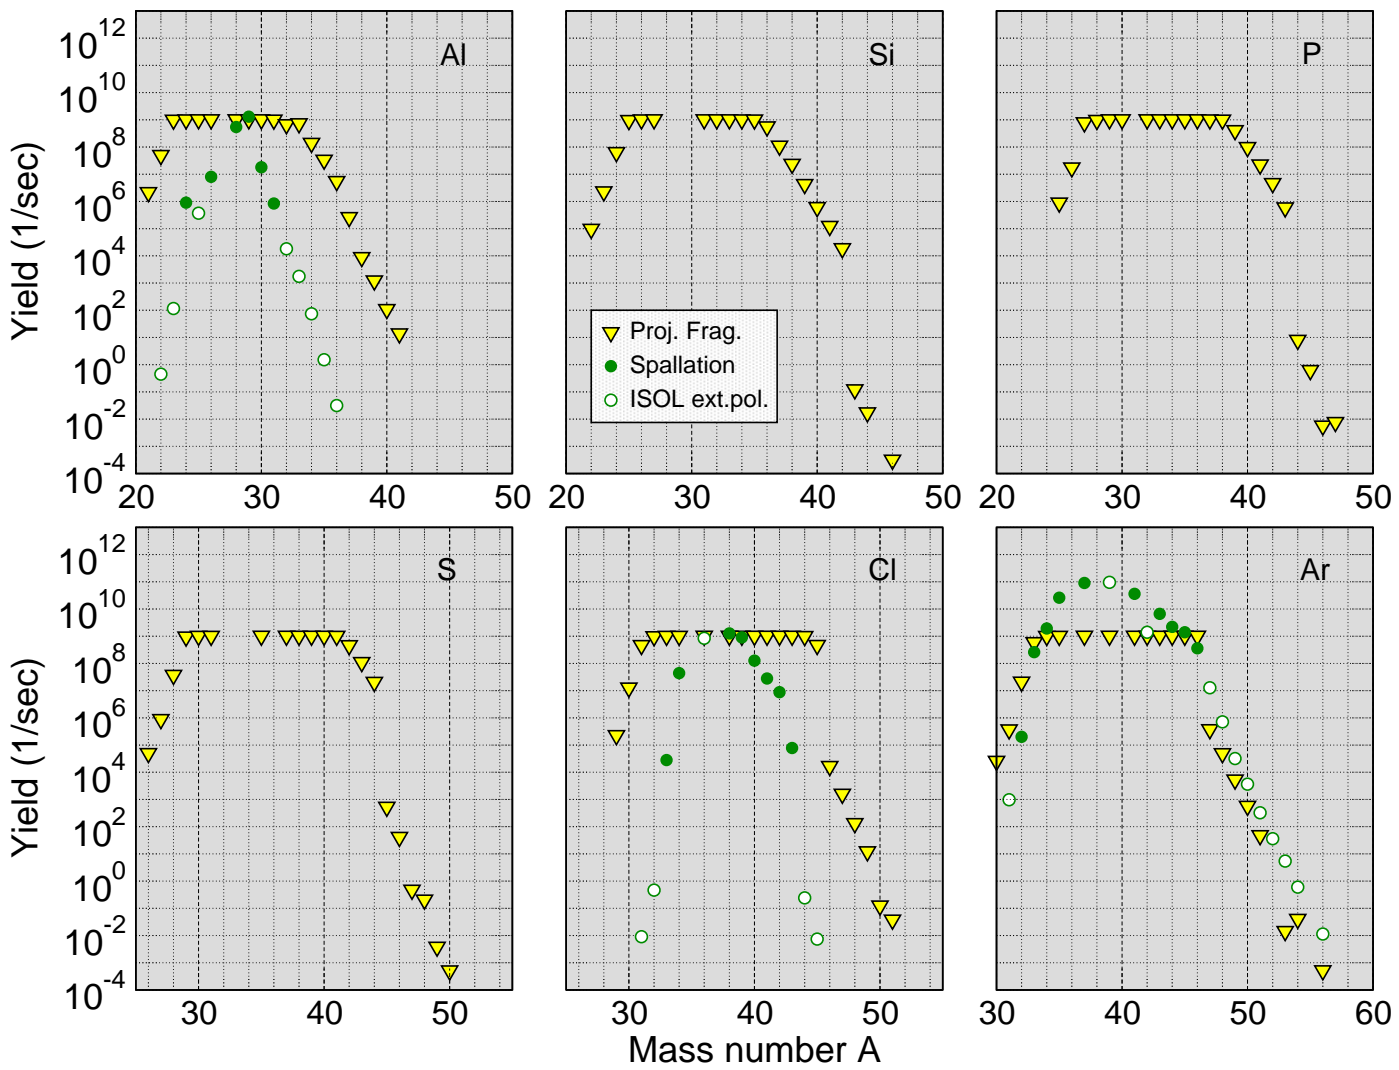 Yield (1/sec)
10^12
10^10
10^8
10^6
10^4
10^2
10^0
10^-2
10^-4
Al
20 30 40 50
Si
Proj. Frag.
Spallation
ISOL ext.pol.
20 30 40 50
P
20 30 40 50
Yield (1/sec)
10^12
10^10
10^8
10^6
10^4
10^2
10^0
10^-2
10^-4
S
30 40 50
Cl
30 40 50
Ar
30 40 50 60
Mass number A